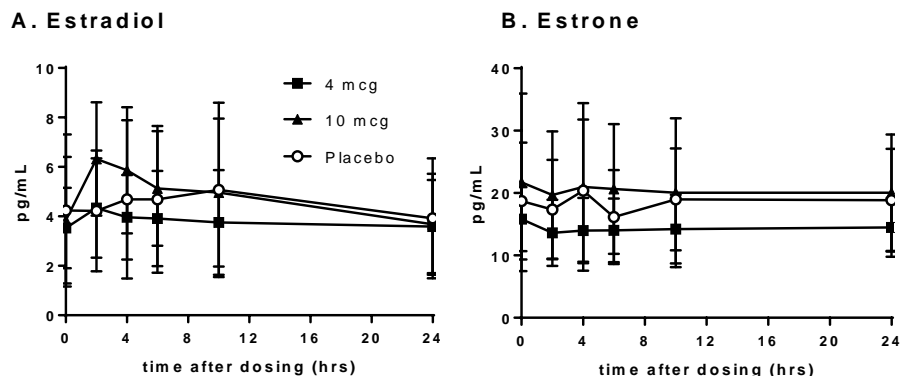 A. Estradiol
10
8
6
4
2
0
pg/mL
4 mcg
10 mcg
Placebo
0 4 8 12 16 20 24
time after dosing (hrs)
B. Estrone
40
30
20
10
0
pg/mL
0 4 8 12 16 20 24
time after dosing (hrs)